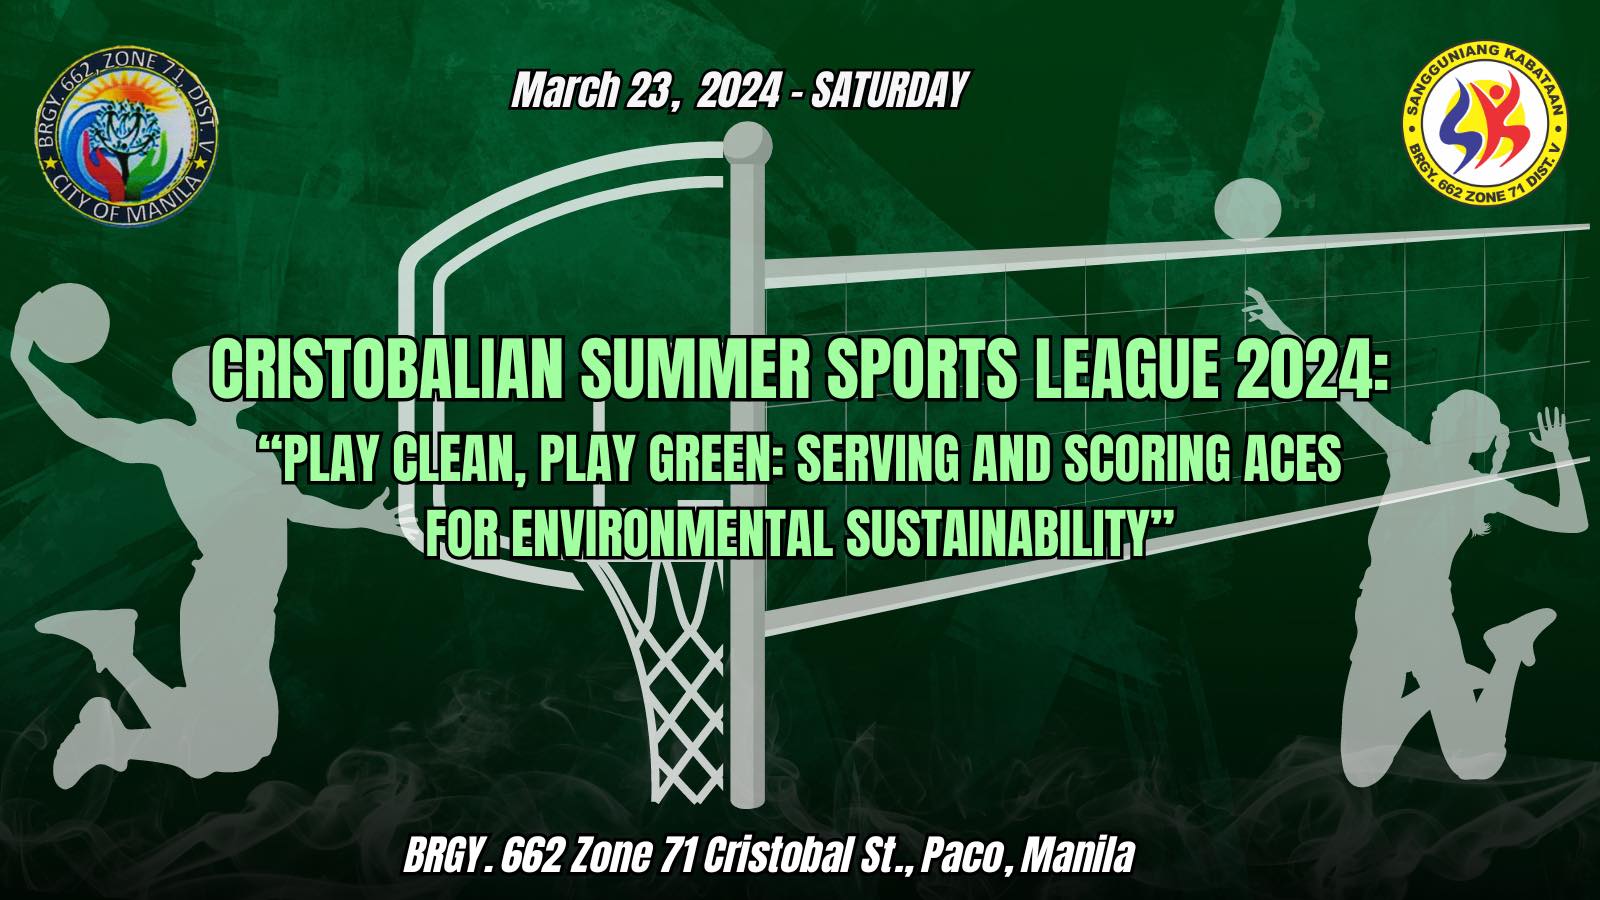 BRGY. 662, ZONE 71, DIST. V
CITY OF MANILA
March 23, 2024 - SATURDAY
SANGGUNIANG KABATAAN
BRGY. 662 ZONE 71 DIST. V
CRISTOBALIAN SUMMER SPORTS LEAGUE 2024:
“PLAY CLEAN, PLAY GREEN: SERVING AND SCORING ACES
FOR ENVIRONMENTAL SUSTAINABILITY”
BRGY. 662 Zone 71 Cristobal St., Paco, Manila